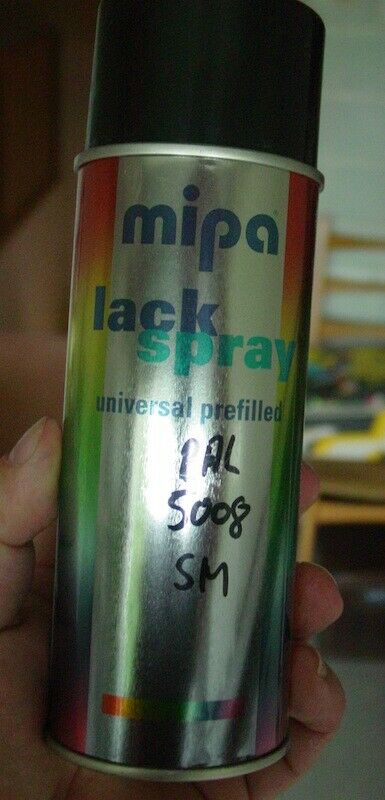 mipa
lack
spray
universal prefilled
RAL
5008
SM